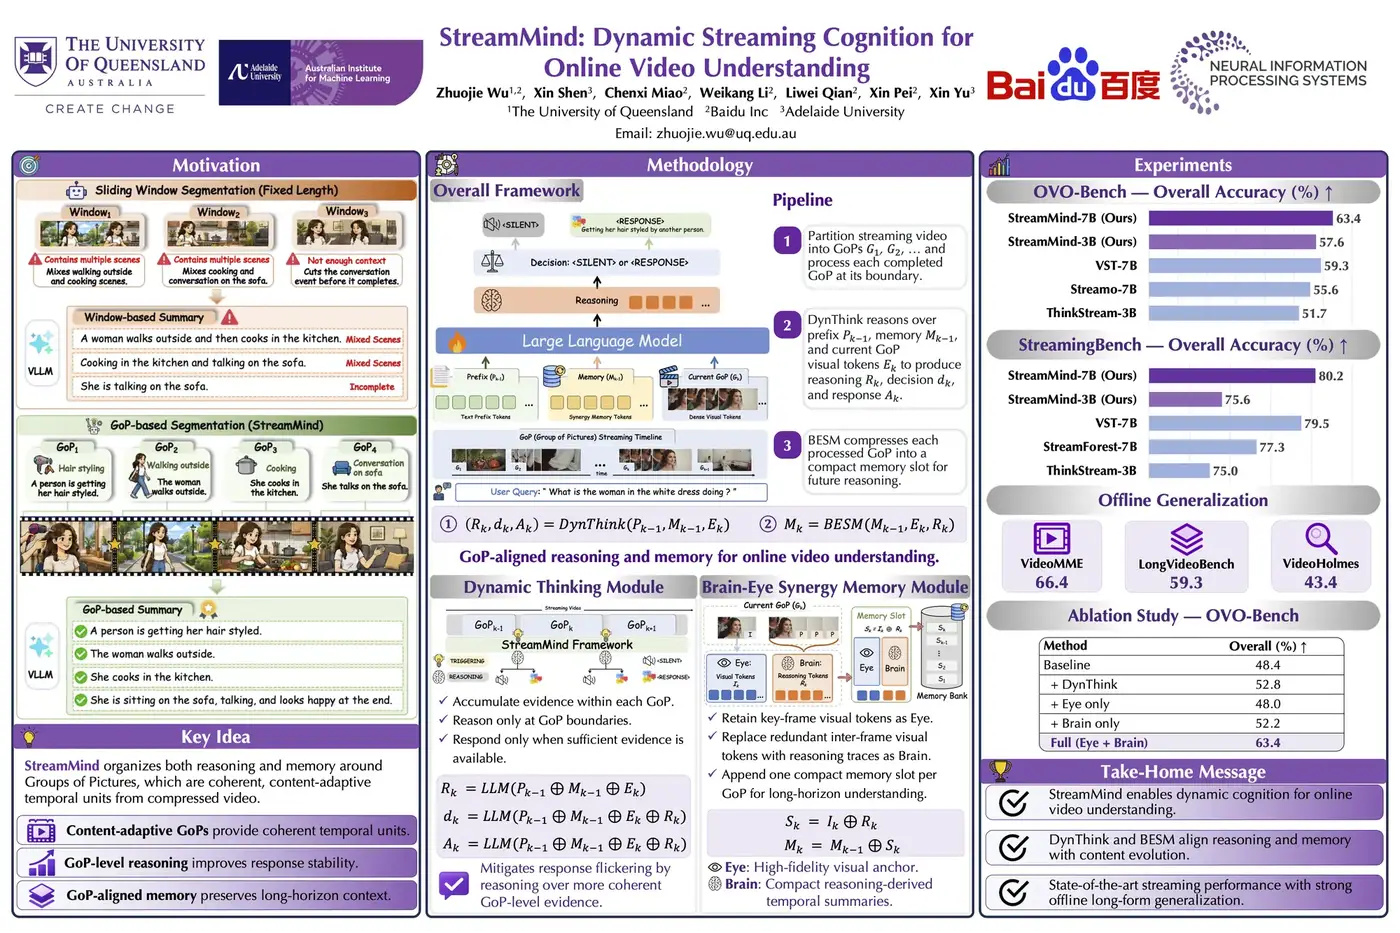 THE UNIVERSITY
OF QUEENSLAND
AUSTRALIA
CREATE CHANGE
Adelaide
University
Australian Institute
for Machine Learning
StreamMind: Dynamic Streaming Cognition for
Online Video Understanding
Zhuojie Wu1,2, Xin Shen3, Chenxi Miao2, Weikang Li2, Liwei Qian2, Xin Pei2, Xin Yu3
1The University of Queensland 2Baidu Inc 3Adelaide University
Email: zhuojie.wu@uq.edu.au
Bai du 百度
NEURAL INFORMATION
PROCESSING SYSTEMS
Motivation
Sliding Window Segmentation (Fixed Length)
Window1
Window2
Window3
Contains multiple scenes
Mixes walking outside
and cooking scenes.
Contains multiple scenes
Mixes cooking and
conversation on the sofa.
Not enough context
Cuts the conversation
event before it completes.
Window-based Summary
VLLM
A woman walks outside and then cooks in the kitchen. Mixed Scenes
Cooking in the kitchen and talking on the sofa. Mixed Scenes
She is talking on the sofa. Incomplete
GoP-based Segmentation (StreamMind)
GoP1
Hair styling
A person is getting
her hair styled.
GoP2
Walking outside
The woman
walks outside.
GoP3
Cooking
She cooks in
the kitchen.
GoP4
Conversation
on sofa
She talks on the sofa.
GoP-based Summary
VLLM
A person is getting her hair styled.
The woman walks outside.
She cooks in the kitchen.
She is sitting on the sofa, talking, and looks happy at the end.
Key Idea
StreamMind organizes both reasoning and memory around
Groups of Pictures, which are coherent, content-adaptive
temporal units from compressed video.
Content-adaptive GoPs provide coherent temporal units.
GoP-level reasoning improves response stability.
GoP-aligned memory preserves long-horizon context.
Methodology
Overall Framework
<SILENT>
<RESPONSE>
Getting her hair styled by another person.
Decision: <SILENT> or <RESPONSE>
Reasoning ...
Large Language Model
Prefix (Pk-1)
...
Text Prefix Tokens
Memory (Mk-1)
...
Synergy Memory Tokens
Current GoP (Gk)
...
Dense Visual Tokens
GoP (Group of Pictures) Streaming Timeline
G1
G2
...
time
Gk
Gk+1
User Query: " What is the woman in the white dress doing ? "
Pipeline
1
Partition streaming video
into GoPs G1, G2, ... and
process each completed
GoP at its boundary.
2
DynThink reasons over
prefix Pk−1, memory Mk−1,
and current GoP
visual tokens Ek to produce
reasoning Rk, decision dk,
and response Ak.
3
BESM compresses each
processed GoP into a
compact memory slot for
future reasoning.
① (Rk, dk, Ak) = DynThink(Pk−1, Mk−1, Ek)
② Mk = BESM(Mk−1, Ek, Rk)
GoP-aligned reasoning and memory for online video understanding.
Dynamic Thinking Module
Streaming Video
GoPk-1
GoPk
GoPk+1
StreamMind Framework
TRIGGERING
REASONING
<SILENT>
<RESPONSE>
✓ Accumulate evidence within each GoP.
✓ Reason only at GoP boundaries.
✓ Respond only when sufficient evidence is
available.
Rk = LLM(Pk−1 ⊕ Mk−1 ⊕ Ek)
dk = LLM(Pk−1 ⊕ Mk−1 ⊕ Ek ⊕ Rk)
Ak = LLM(Pk−1 ⊕ Mk−1 ⊕ Ek ⊕ Rk)
Mitigates response flickering by
reasoning over more coherent
GoP-level evidence.
Brain-Eye Synergy Memory Module
Current GoP (Gk)
I
P P P
Eye:
Visual Tokens
Ik
...
Brain:
Reasoning Tokens
Rk
...
Memory Slot
Sk = Ik ⊕ Rk
Eye
Brain
Sk
Sk-1
⋮
S2
S1
Memory Bank
✓ Retain key-frame visual tokens as Eye.
✓ Replace redundant inter-frame visual
tokens with reasoning traces as Brain.
✓ Append one compact memory slot per
GoP for long-horizon understanding.
Sk = Ik ⊕ Rk
Mk = Mk−1 ⊕ Sk
Eye: High-fidelity visual anchor.
Brain: Compact reasoning-derived
temporal summaries.
Experiments
OVO-Bench — Overall Accuracy (%) ↑
StreamMind-7B (Ours) 63.4
StreamMind-3B (Ours) 57.6
VST-7B 59.3
Streamo-7B 55.6
ThinkStream-3B 51.7
StreamingBench — Overall Accuracy (%) ↑
StreamMind-7B (Ours) 80.2
StreamMind-3B (Ours) 75.6
VST-7B 79.5
StreamForest-7B 77.3
ThinkStream-3B 75.0
Offline Generalization
VideoMME
66.4
LongVideoBench
59.3
VideoHolmes
43.4
Ablation Study — OVO-Bench
Method Overall (%) ↑
Baseline 48.4
+ DynThink 52.8
+ Eye only 48.0
+ Brain only 52.2
Full (Eye + Brain) 63.4
Take-Home Message
StreamMind enables dynamic cognition for online
video understanding.
DynThink and BESM align reasoning and memory
with content evolution.
State-of-the-art streaming performance with strong
offline long-form generalization.